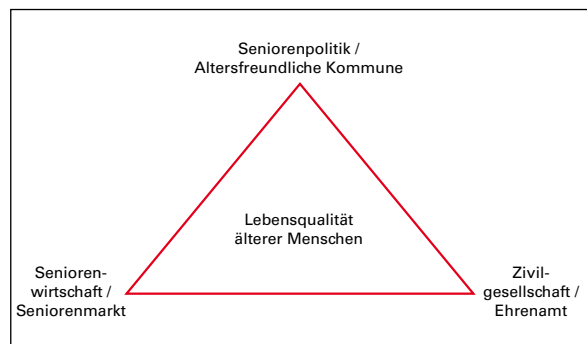 Seniorenpolitik /
Altersfreundliche Kommune
Lebensqualität
älterer Menschen
Senioren-
wirtschaft /
Seniorenmarkt
Zivil-
gesellschaft /
Ehrenamt